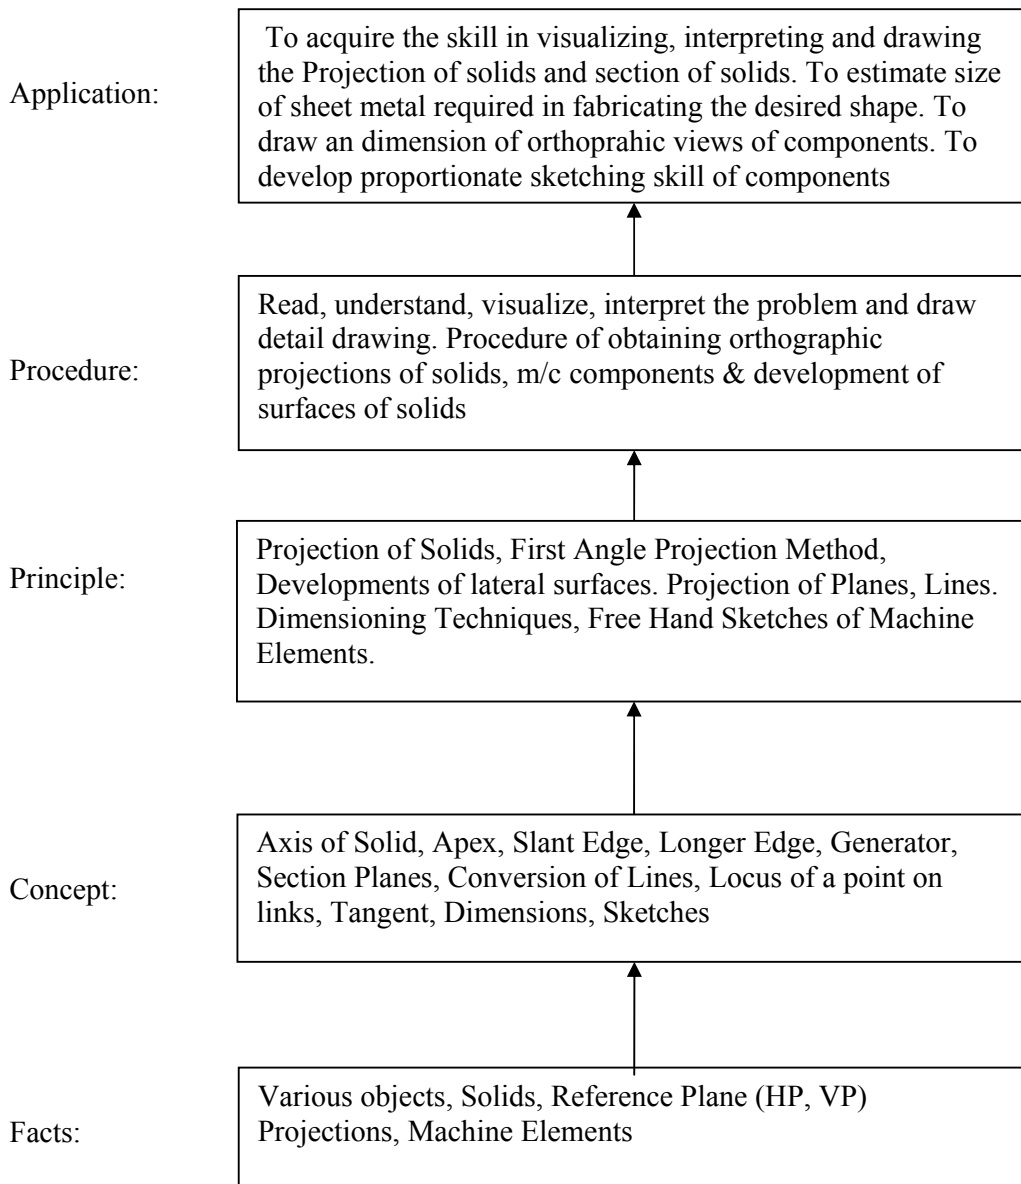 Application:
To acquire the skill in visualizing, interpreting and drawing
the Projection of solids and section of solids. To estimate size
of sheet metal required in fabricating the desired shape. To
draw an dimension of orthoprahic views of components. To
develop proportionate sketching skill of components
Procedure:
Read, understand, visualize, interpret the problem and draw
detail drawing. Procedure of obtaining orthographic
projections of solids, m/c components & development of
surfaces of solids
Principle:
Projection of Solids, First Angle Projection Method,
Developments of lateral surfaces. Projection of Planes, Lines.
Dimensioning Techniques, Free Hand Sketches of Machine
Elements.
Concept:
Axis of Solid, Apex, Slant Edge, Longer Edge, Generator,
Section Planes, Conversion of Lines, Locus of a point on
links, Tangent, Dimensions, Sketches
Facts:
Various objects, Solids, Reference Plane (HP, VP)
Projections, Machine Elements